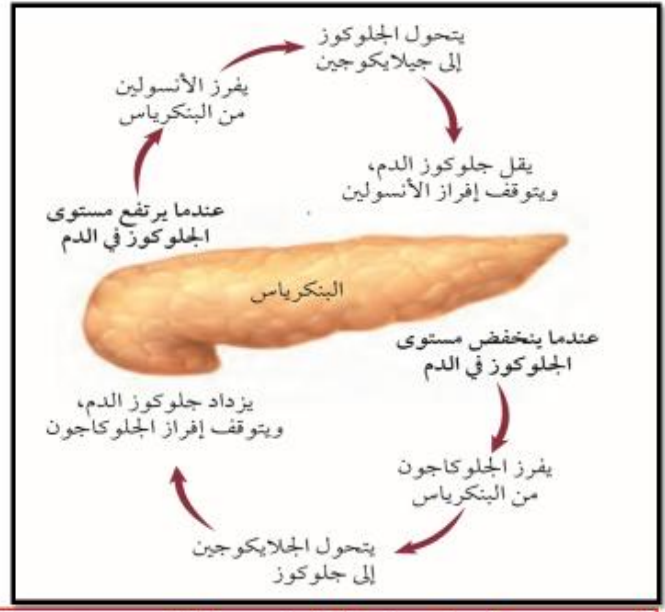 عندما يرتفع مستوى
الجلوكوز في الدم
يفرز الأنسولين
من البنكرياس
يتحول الجلوكوز
إلى جيلايكوجين
يقل جلوكوز الدم،
ويتوقف إفراز الأنسولين
البنكرياس
عندما ينخفض مستوى
الجلوكوز في الدم
يفرز الجلوكاجون
من البنكرياس
يتحول الجلايكوجين
إلى جلوكوز
يزداد جلوكوز الدم،
ويتوقف إفراز الجلوكاجون